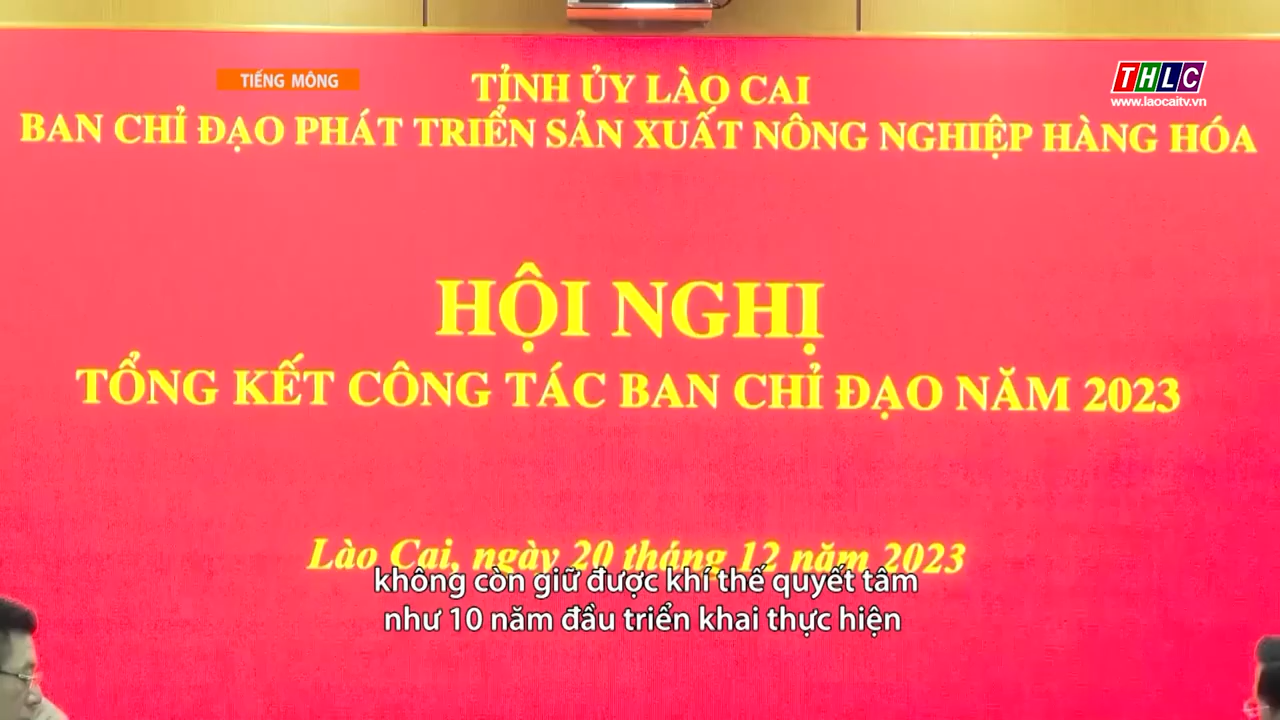 TIẾNG MÔNG
THLC
www.laocaitv.vn
TỈNH ỦY LÀO CAI
BAN CHỈ ĐẠO PHÁT TRIỂN SẢN XUẤT NÔNG NGHIỆP HÀNG HÓA
HỘI NGHỊ
TỔNG KẾT CÔNG TÁC BAN CHỈ ĐẠO NĂM 2023
Lào Cai, ngày 20 tháng 12 năm 2023
không còn giữ được khí thế quyết tâm
như 10 năm đầu triển khai thực hiện